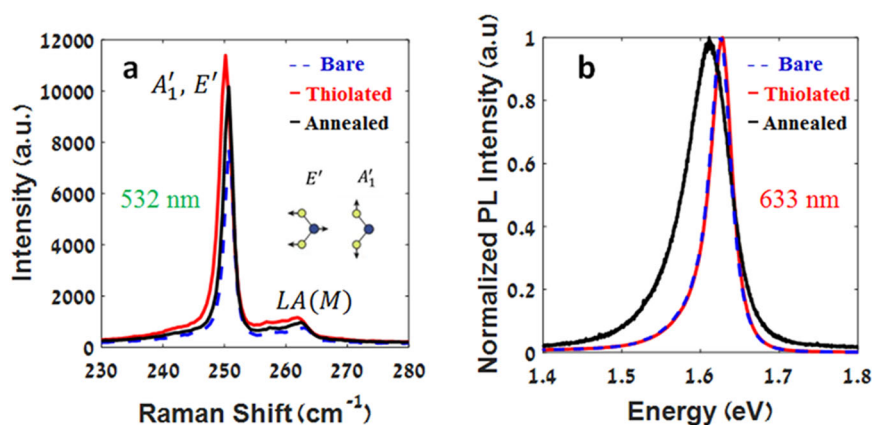 a
A′₁, E′
Bare
Thiolated
Annealed
532 nm
E′
A′₁
LA(M)
12000
10000
8000
6000
4000
2000
0
230
240
250
260
270
280
Intensity (a.u.)
Raman Shift(cm⁻¹)
b
Bare
Thiolated
Annealed
633 nm
1
0.8
0.6
0.4
0.2
0
1.4
1.5
1.6
1.7
1.8
Normalized PL Intensity (a.u)
Energy (eV)